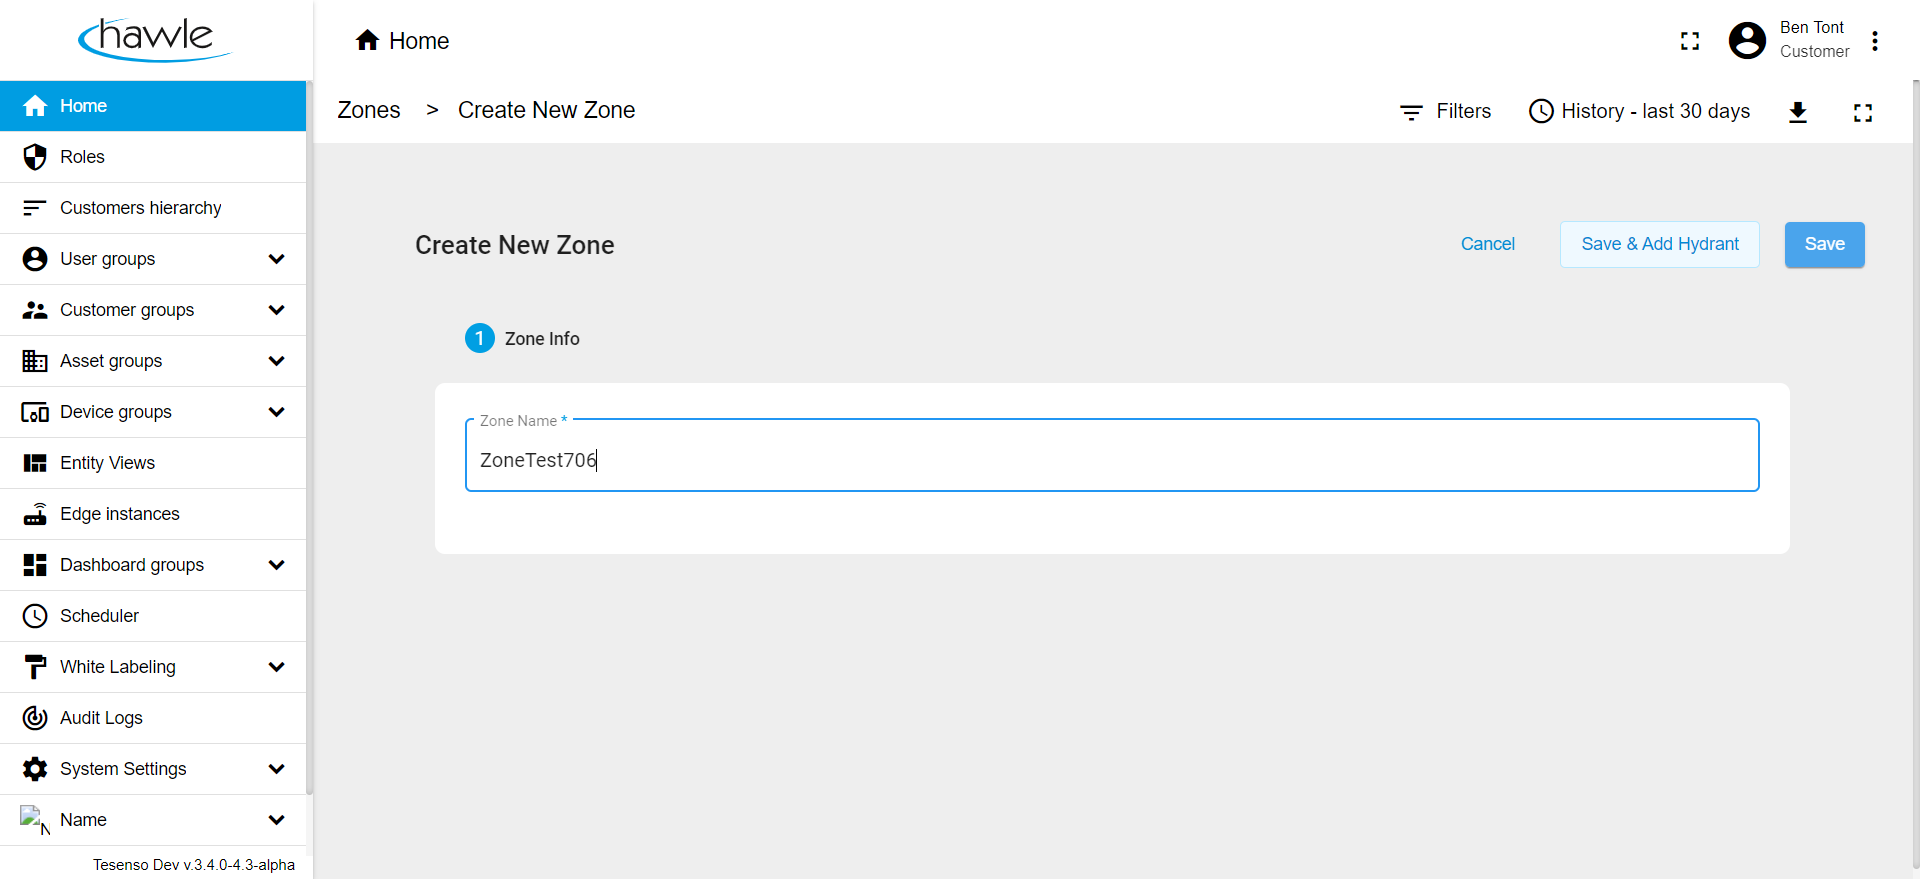 hawle
Home
Ben Tont
Customer
Home
Roles
Customers hierarchy
User groups
Customer groups
Asset groups
Device groups
Entity Views
Edge instances
Dashboard groups
Scheduler
White Labeling
Audit Logs
System Settings
N
Name
Tesenso Dev v.3.4.0-4.3-alpha
Zones > Create New Zone
Filters
History - last 30 days
Create New Zone
Cancel
Save & Add Hydrant
Save
1 Zone Info
Zone Name *
ZoneTest706